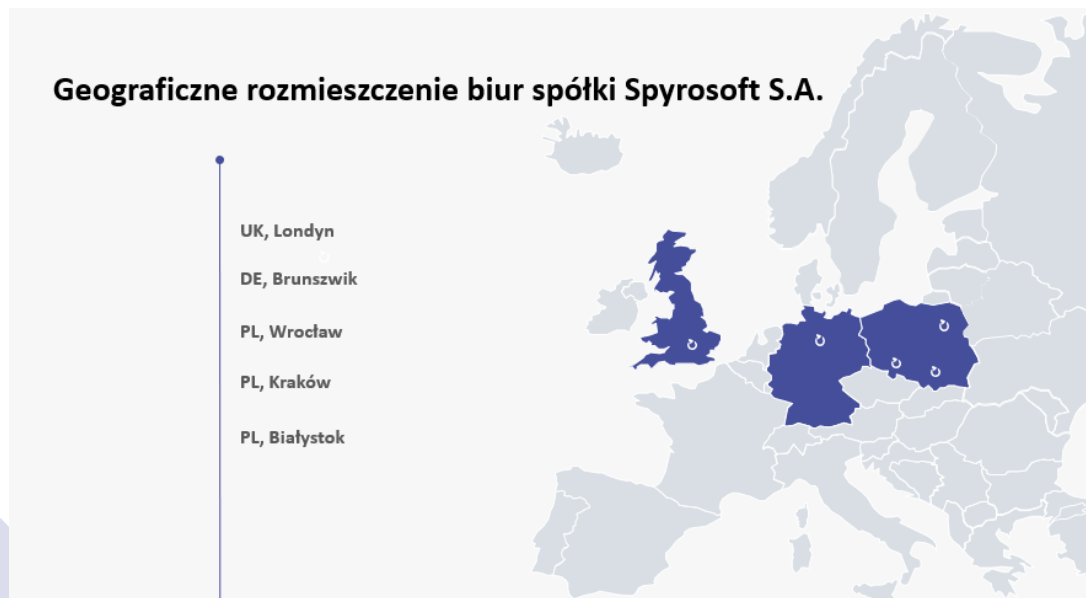 Geograficzne rozmieszczenie biur spółki Spyrosoft S.A.
UK, Londyn
DE, Brunszwik
PL, Wrocław
PL, Kraków
PL, Białystok